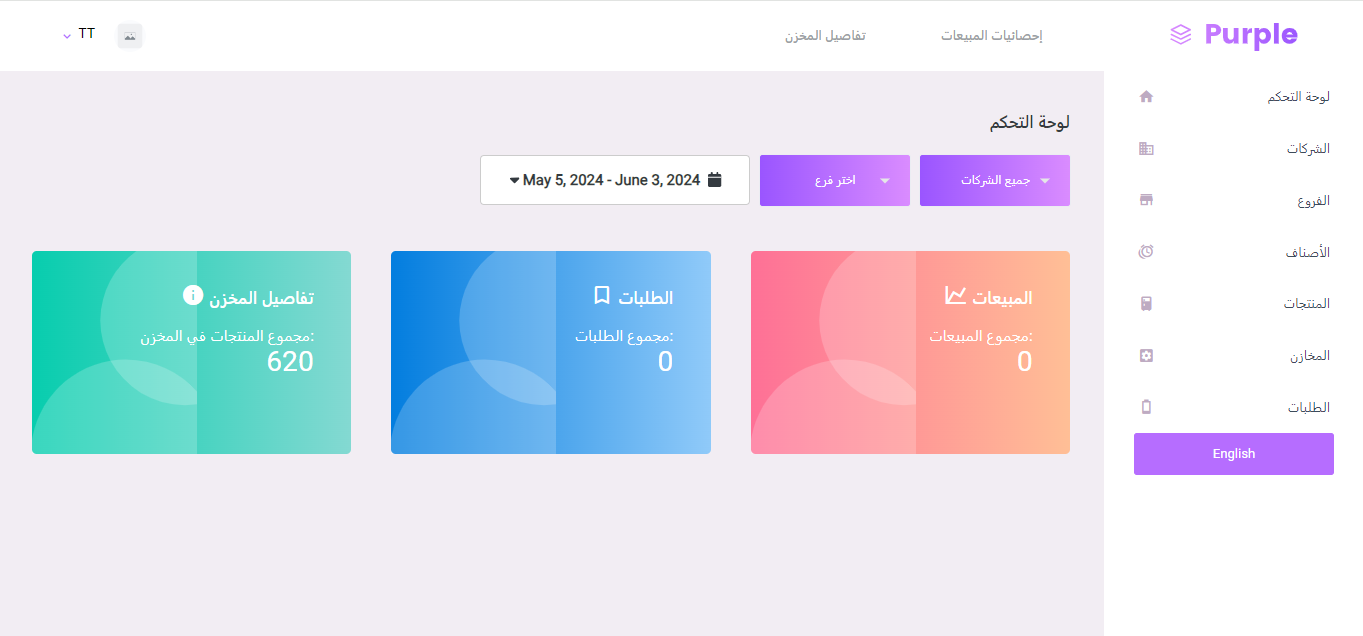 Purple
إحصائيات المبيعات
تفاصيل المخزن
TT
لوحة التحكم
الشركات
الفروع
الأصناف
المنتجات
المخازن
الطلبات
English
لوحة التحكم
جميع الشركات
اختر فرع
May 5, 2024 - June 3, 2024
المبيعات
مجموع المبيعات:
0
الطلبات
مجموع الطلبات:
0
تفاصيل المخزن
مجموع المنتجات في المخزن:
620